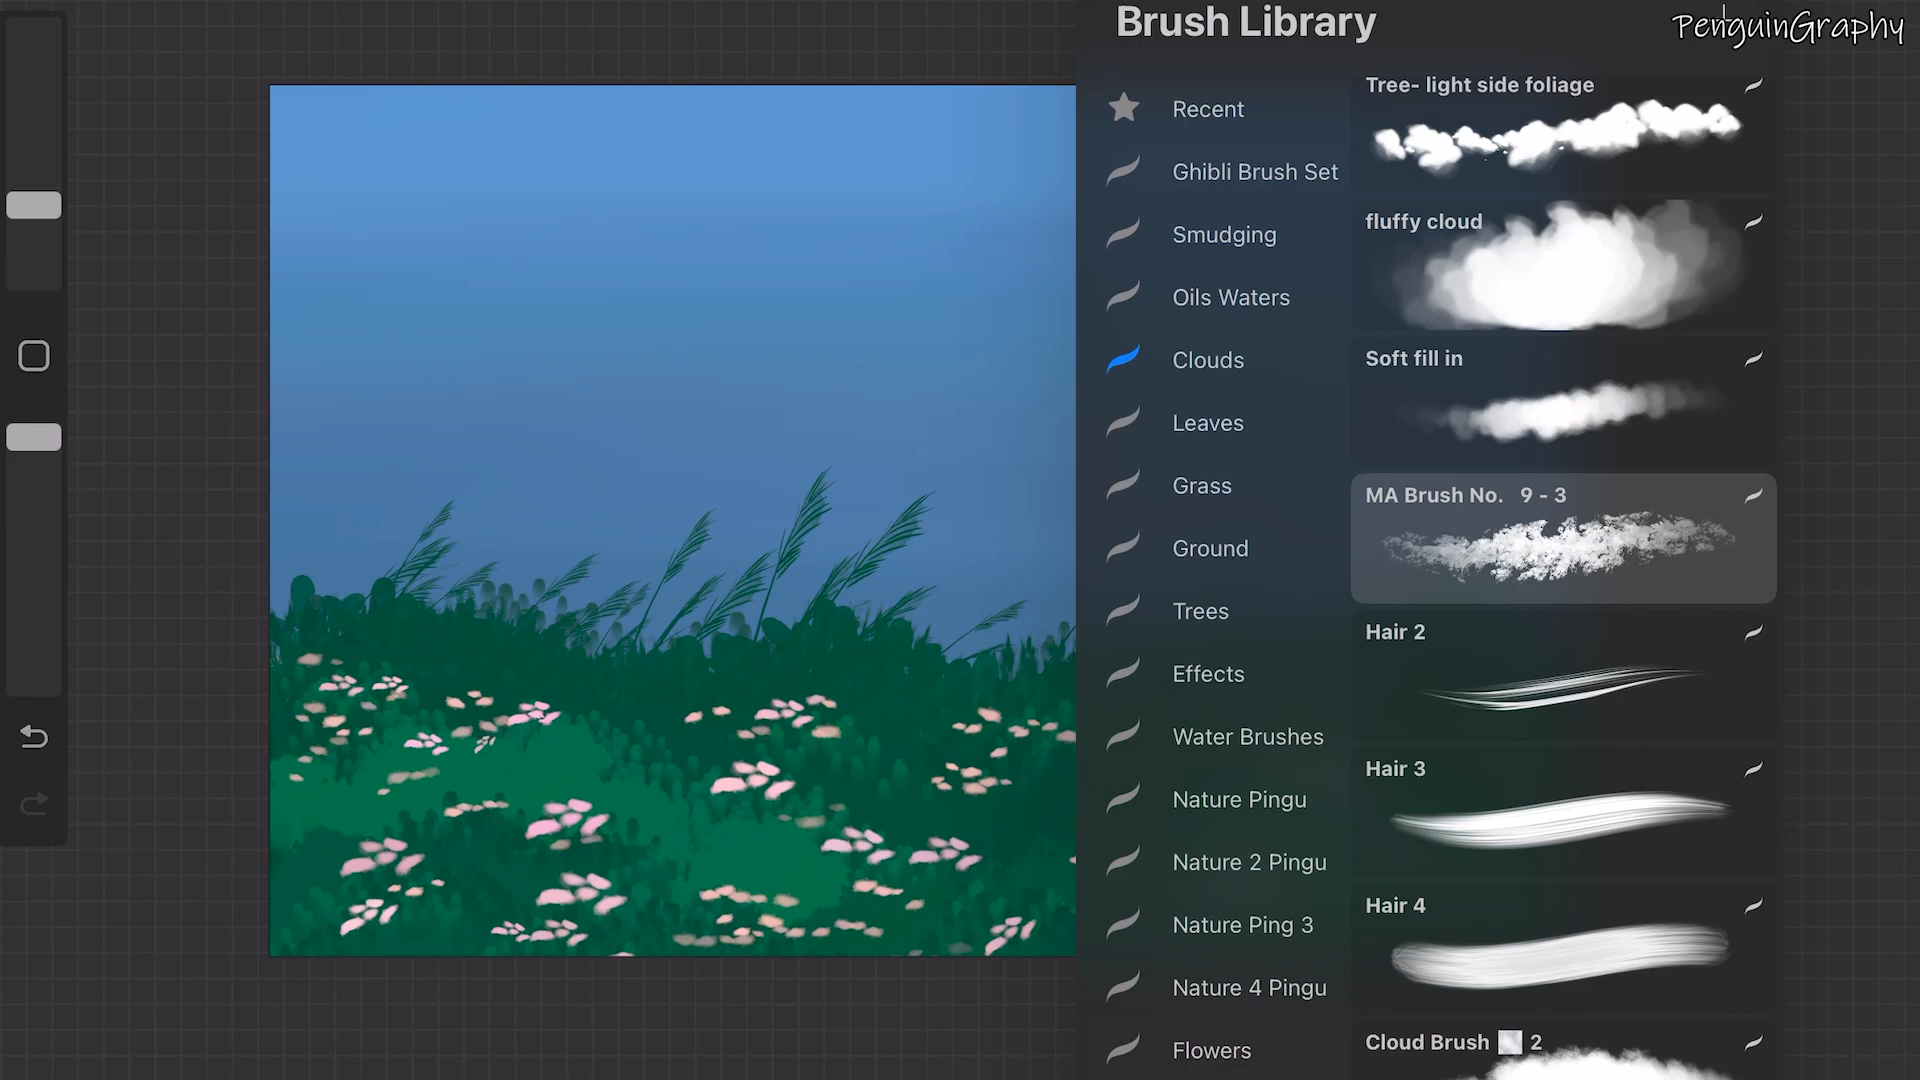 Brush Library
PenguinGraphy
Recent
Ghibli Brush Set
Smudging
Oils Waters
Clouds
Leaves
Grass
Ground
Trees
Effects
Water Brushes
Nature Pingu
Nature 2 Pingu
Nature Ping 3
Nature 4 Pingu
Flowers
Tree- light side foliage
fluffy cloud
Soft fill in
MA Brush No. 9 - 3
Hair 2
Hair 3
Hair 4
Cloud Brush 2